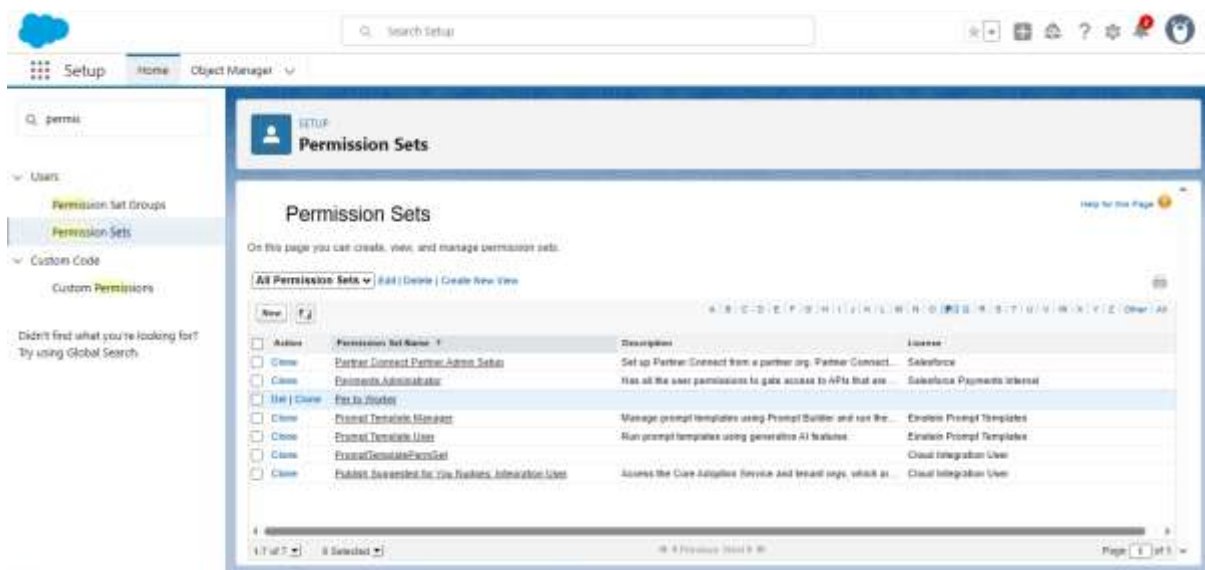 Search Setup
Setup Home Object Manager
permis
SETUP
Permission Sets
Users
Permission Set Groups
Permission Sets
Custom Code
Custom Permissions
Didn't find what you're looking for?
Try using Global Search.
Permission Sets
Help for this Page
On this page you can create, view, and manage permission sets.
All Permission Sets Edit | Delete | Create New View
New
A | B | C | D | E | F | G | H | I | J | K | L | M | N | O | P | Q | R | S | T | U | V | W | X | Y | Z | Other | All
Action Permission Set Name Description License
Clone Partner Connect Partner Admin Setup Set up Partner Connect from a partner org. Partner Connect... Salesforce
Clone Payments Administrator Has all the user permissions to gate access to APIs that are... Salesforce Payments Internal
Del | Clone Per to
Clone Prompt Template Manager Manage prompt templates using Prompt Builder and run the... Einstein Prompt Templates
Clone Prompt Template User Run prompt templates using generative AI features. Einstein Prompt Templates
Clone PromptTemplatePermSet Cloud Integration User
Clone Publish Suggested for You Nudges: Integration User Access the Core Adoption Service and tenant orgs, which ar... Cloud Integration User
1-7 of 7 0 Selected Previous Next Page 1 of 1